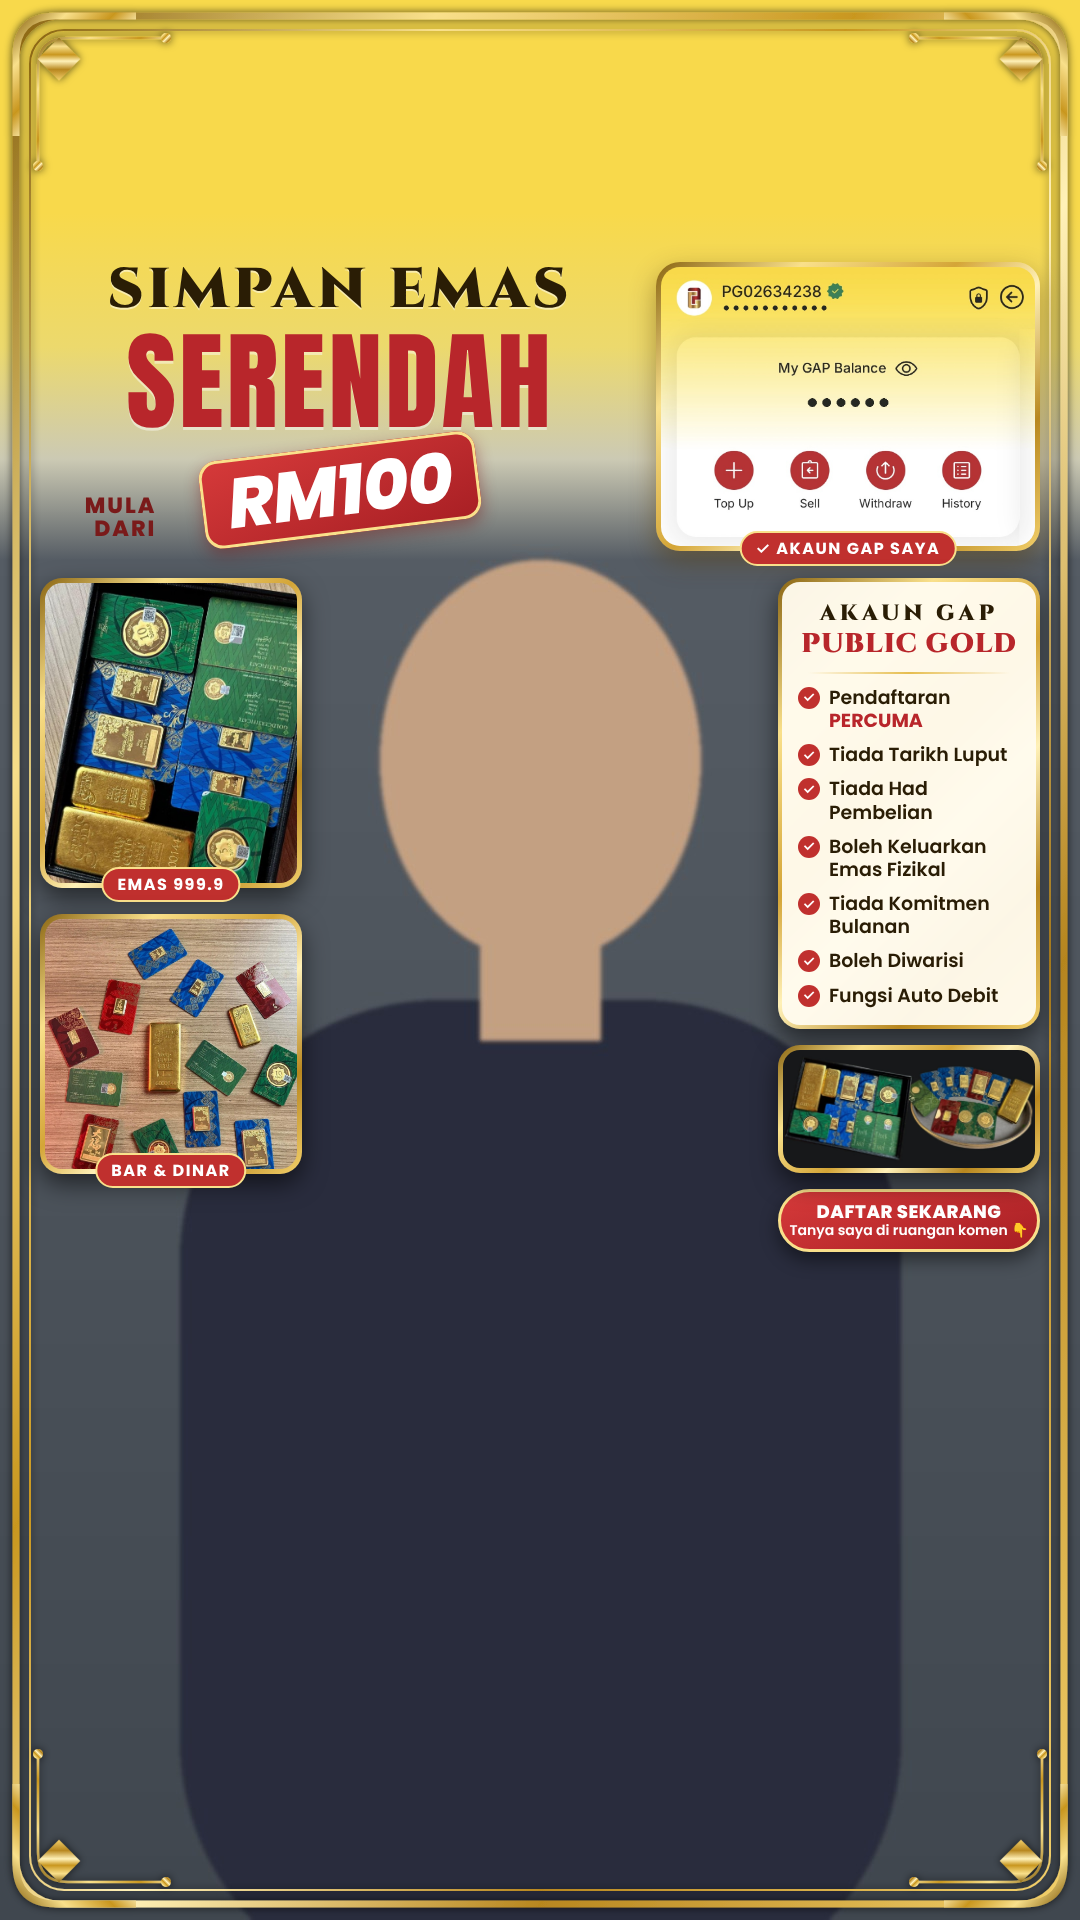 SIMPAN EMAS
SERENDAH
MULA
DARI
RM100
PG02634238
My GAP Balance
Top Up
Sell
Withdraw
History
✓ AKAUN GAP SAYA
EMAS 999.9
BAR & DINAR
AKAUN GAP
PUBLIC GOLD
Pendaftaran
PERCUMA
Tiada Tarikh Luput
Tiada Had
Pembelian
Boleh Keluarkan
Emas Fizikal
Tiada Komitmen
Bulanan
Boleh Diwarisi
Fungsi Auto Debit
DAFTAR SEKARANG
Tanya saya di ruangan komen 👇